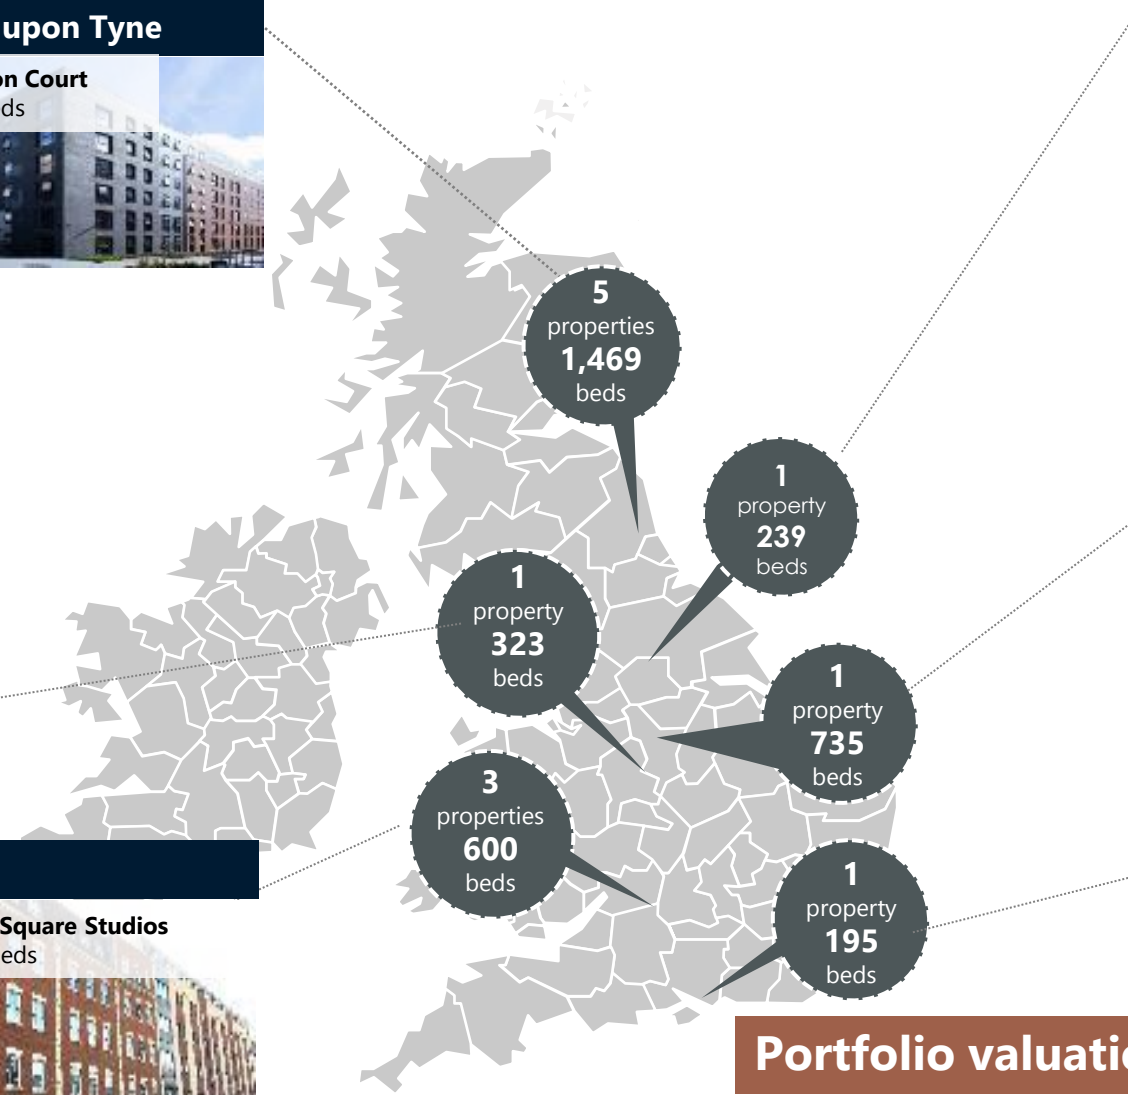 upon Tyne
on Court
ds
5
properties
1,469
beds
1
property
239
beds
1
property
323
beds
1
property
735
beds
3
properties
600
beds
1
property
195
beds
Square Studios
eds
Portfolio valuati